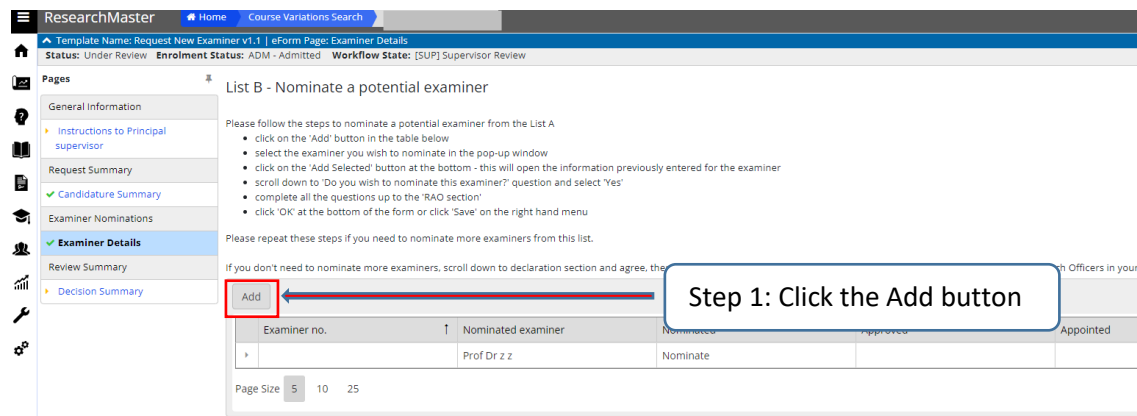 ResearchMaster
Home
Course Variations Search
Template Name: Request New Examiner v1.1 | eForm Page: Examiner Details
Status: Under Review Enrolment Status: ADM - Admitted Workflow State: [SUP] Supervisor Review
Pages
General Information
Instructions to Principal
supervisor
Request Summary
Candidature Summary
Examiner Nominations
Examiner Details
Review Summary
Decision Summary
List B - Nominate a potential examiner
Please follow the steps to nominate a potential examiner from the List A
• click on the 'Add' button in the table below
• select the examiner you wish to nominate in the pop-up window
• click on the 'Add Selected' button at the bottom - this will open the information previously entered for the examiner
• scroll down to 'Do you wish to nominate this examiner?' question and select 'Yes'
• complete all the questions up to the 'RAO section'
• click 'OK' at the bottom of the form or click 'Save' on the right hand menu
Please repeat these steps if you need to nominate more examiners from this list.
If you don't need to nominate more examiners, scroll down to declaration section and agree, the h Officers in your
Add
Step 1: Click the Add button
Examiner no. ↑ Nominated examiner Nominated Approved Appointed
Prof Dr z z Nominate
Page Size 5 10 25